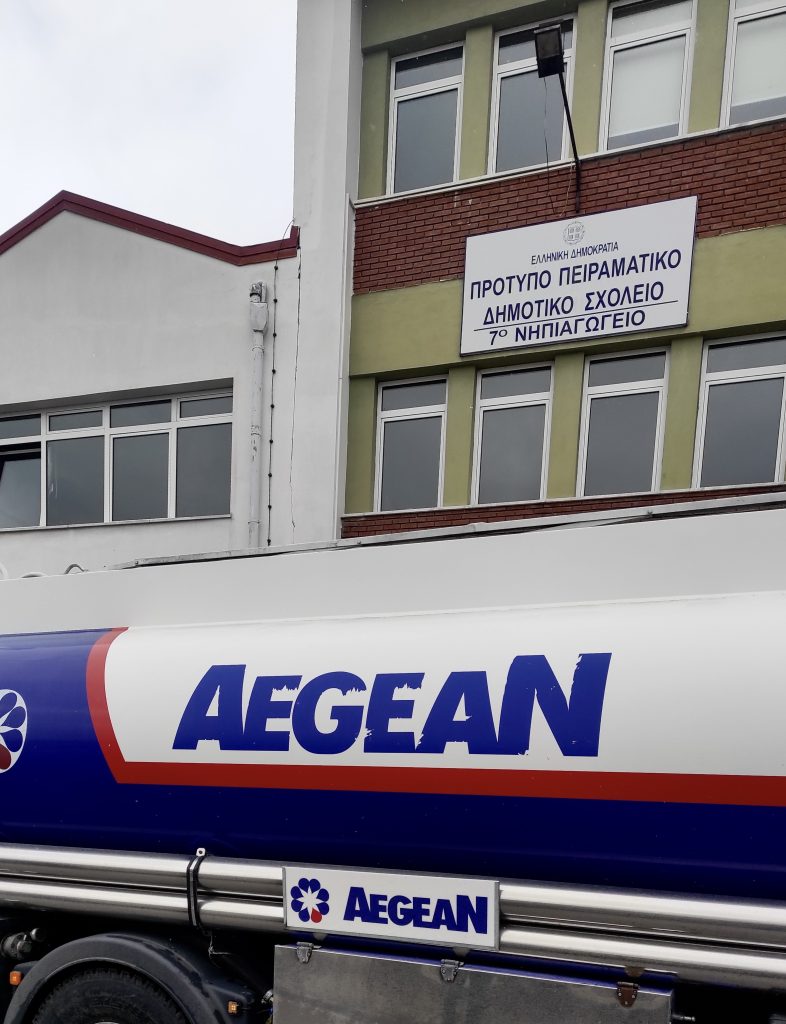 ΕΛΛΗΝΙΚΗ ΔΗΜΟΚΡΑΤΙΑ
ΠΡΟΤΥΠΟ ΠΕΙΡΑΜΑΤΙΚΟ
ΔΗΜΟΤΙΚΟ ΣΧΟΛΕΙΟ
7ο ΝΗΠΙΑΓΩΓΕΙΟ
AEGEAN
AEGEAN